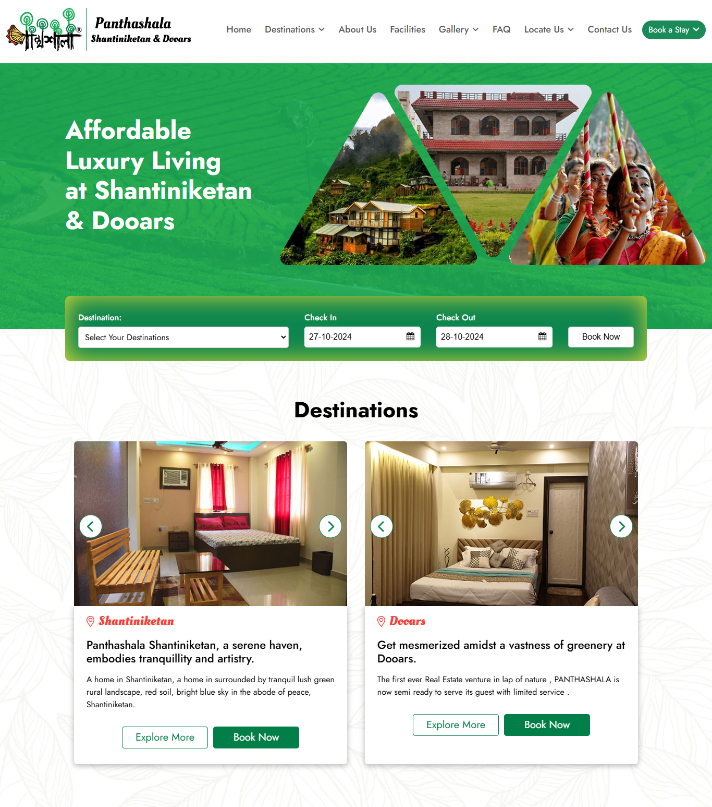 পান্থশালা®
Panthashala
Shantiniketan & Dooars
Home
Destinations
About Us
Facilities
Gallery
FAQ
Locate Us
Contact Us
Book a Stay
Affordable
Luxury Living
at Shantiniketan
& Dooars
Destination:
Check In
Check Out
Select Your Destinations
27-10-2024
28-10-2024
Book Now
Destinations
Shantiniketan
Panthashala Shantiniketan, a serene haven,
embodies tranquillity and artistry.
A home in Shantiniketan, a home in surrounded by tranquil lush green
rural landscape, red soil, bright blue sky in the abode of peace,
Shantiniketan.
Explore More
Book Now
Dooars
Get mesmerized amidst a vastness of greenery at
Dooars.
The first ever Real Estate venture in lap of nature , PANTHASHALA is
now semi ready to serve its guest with limited service .
Explore More
Book Now